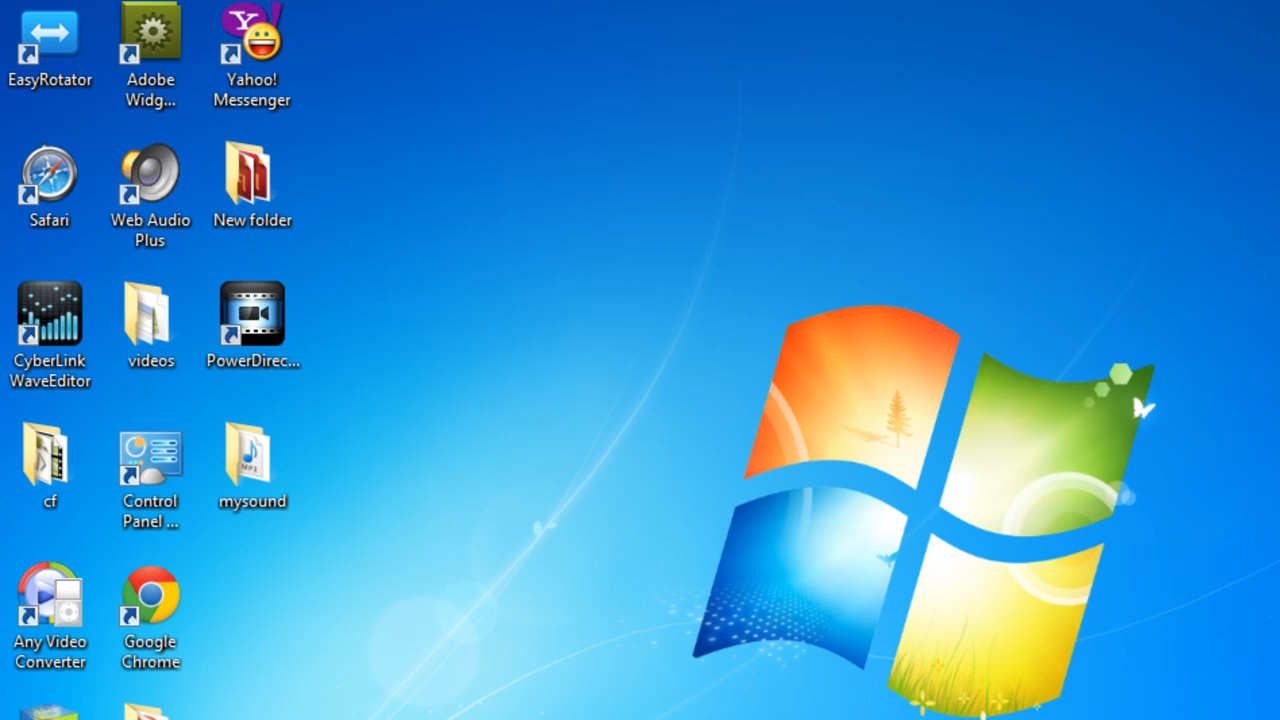 EasyRotator
Adobe
Widg...
Yahoo!
Messenger
Safari
Web Audio
Plus
New folder
CyberLink
WaveEditor
videos
PowerDirec...
cf
Control
Panel ...
MP3
mysound
Any Video
Converter
Google
Chrome